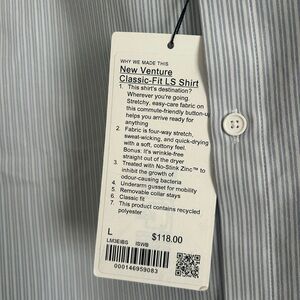 WHY WE MADE THIS
New Venture
Classic-Fit LS Shirt
1. This shirt's destination?
Wherever you're going.
Stretchy, easy-care fabric on
this commute-friendly button-u
helps you arrive ready for
anything
2. Fabric is four-way stretch,
sweat-wicking, and quick-drying
with a soft, cottony feel.
Bonus: It's wrinkle-free
straight out of the dryer
3. Treated with No-Stink Zinc™ to
inhibit the growth of
odour-causing bacteria
4. Underarm gusset for mobility
5. Removable collar stays
6. Classic fit
7. This product contains recycled
polyester
L $118.00
LM3EIBS ISWB
000146959083